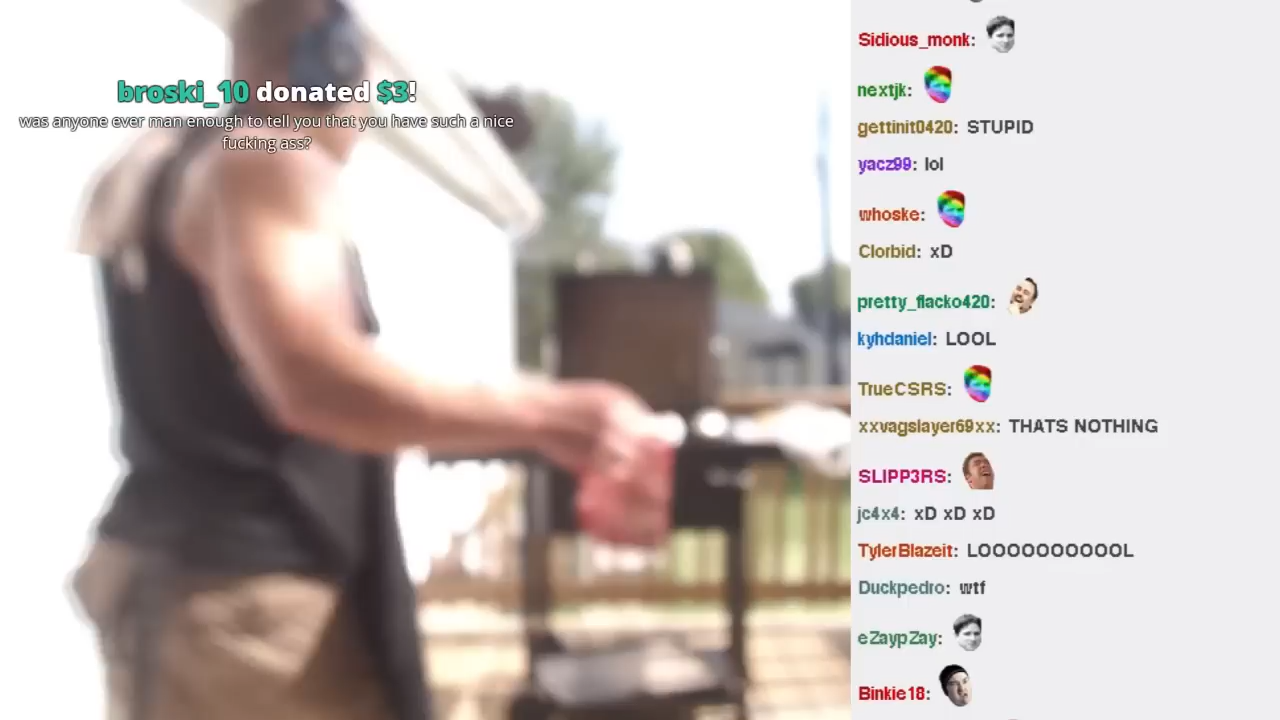 broski_10 donated $3!
was anyone ever man enough to tell you that you have such a nice
fucking ass?
Sidious_monk:
nextjk:
gettinit0420: STUPID
yacz99: lol
whoske:
Clorbid: xD
pretty_flacko420:
kyhdaniel: LOOL
TrueCSRS:
xxvagslayer69xx: THATS NOTHING
SLIPP3RS:
jc4x4: xD xD xD
TylerBlazeit: LOOOOOOOOOOL
Duckpedro: wtf
eZaypZay:
Binkie18: